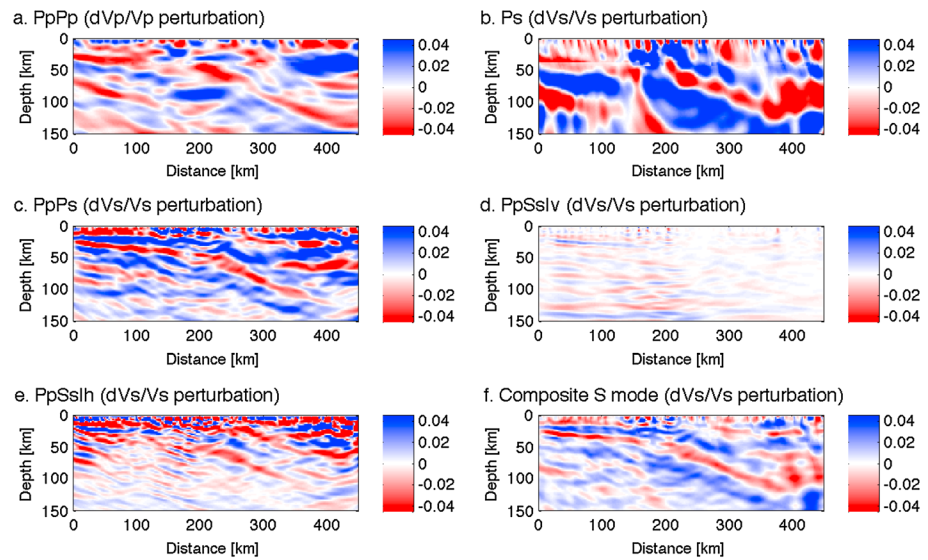 a. PpPp (dVp/Vp perturbation)
0
50
100
150
Depth [km]
0 100 200 300 400
Distance [km]
0.04
0.02
0
-0.02
-0.04
b. Ps (dVs/Vs perturbation)
0
50
100
150
Depth [km]
0 100 200 300 400
Distance [km]
0.04
0.02
0
-0.02
-0.04
c. PpPs (dVs/Vs perturbation)
0
50
100
150
Depth [km]
0 100 200 300 400
Distance [km]
0.04
0.02
0
-0.02
-0.04
d. PpSslv (dVs/Vs perturbation)
0
50
100
150
Depth [km]
0 100 200 300 400
Distance [km]
0.04
0.02
0
-0.02
-0.04
e. PpSslh (dVs/Vs perturbation)
0
50
100
150
Depth [km]
0 100 200 300 400
Distance [km]
0.04
0.02
0
-0.02
-0.04
f. Composite S mode (dVs/Vs perturbation)
0
50
100
150
Depth [km]
0 100 200 300 400
Distance [km]
0.04
0.02
0
-0.02
-0.04